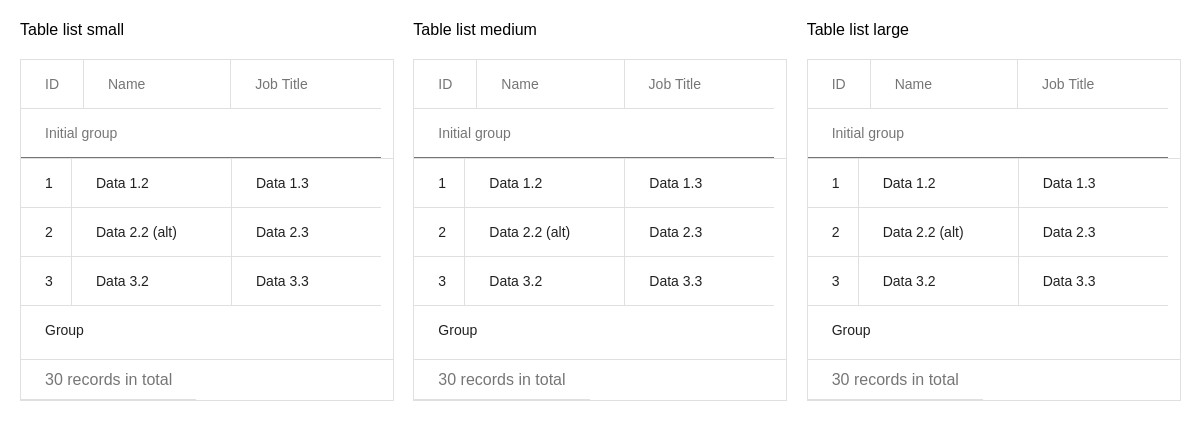 Table list small
ID Name Job Title
Initial group
1 Data 1.2 Data 1.3
2 Data 2.2 (alt) Data 2.3
3 Data 3.2 Data 3.3
Group
30 records in total
Table list medium
ID Name Job Title
Initial group
1 Data 1.2 Data 1.3
2 Data 2.2 (alt) Data 2.3
3 Data 3.2 Data 3.3
Group
30 records in total
Table list large
ID Name Job Title
Initial group
1 Data 1.2 Data 1.3
2 Data 2.2 (alt) Data 2.3
3 Data 3.2 Data 3.3
Group
30 records in total